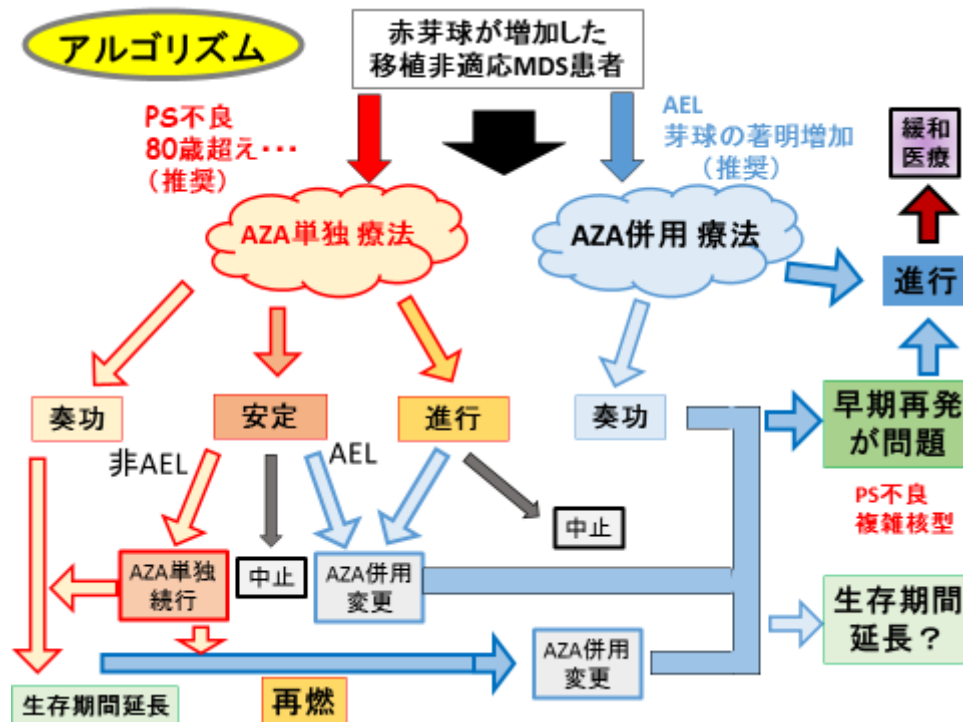 アルゴリズム
赤芽球が増加した
移植非適応MDS患者
PS不良
80歳超え・・・
（推奨）
AEL
芽球の著明増加
（推奨）
緩和
医療
AZA単独 療法
AZA併用 療法
進行
奏功
安定
進行
奏功
早期再発
が問題
非AEL
AEL
PS不良
複雑核型
中止
AZA単独
続行
中止
AZA併用
変更
生存期間
延長？
AZA併用
変更
生存期間延長
再燃